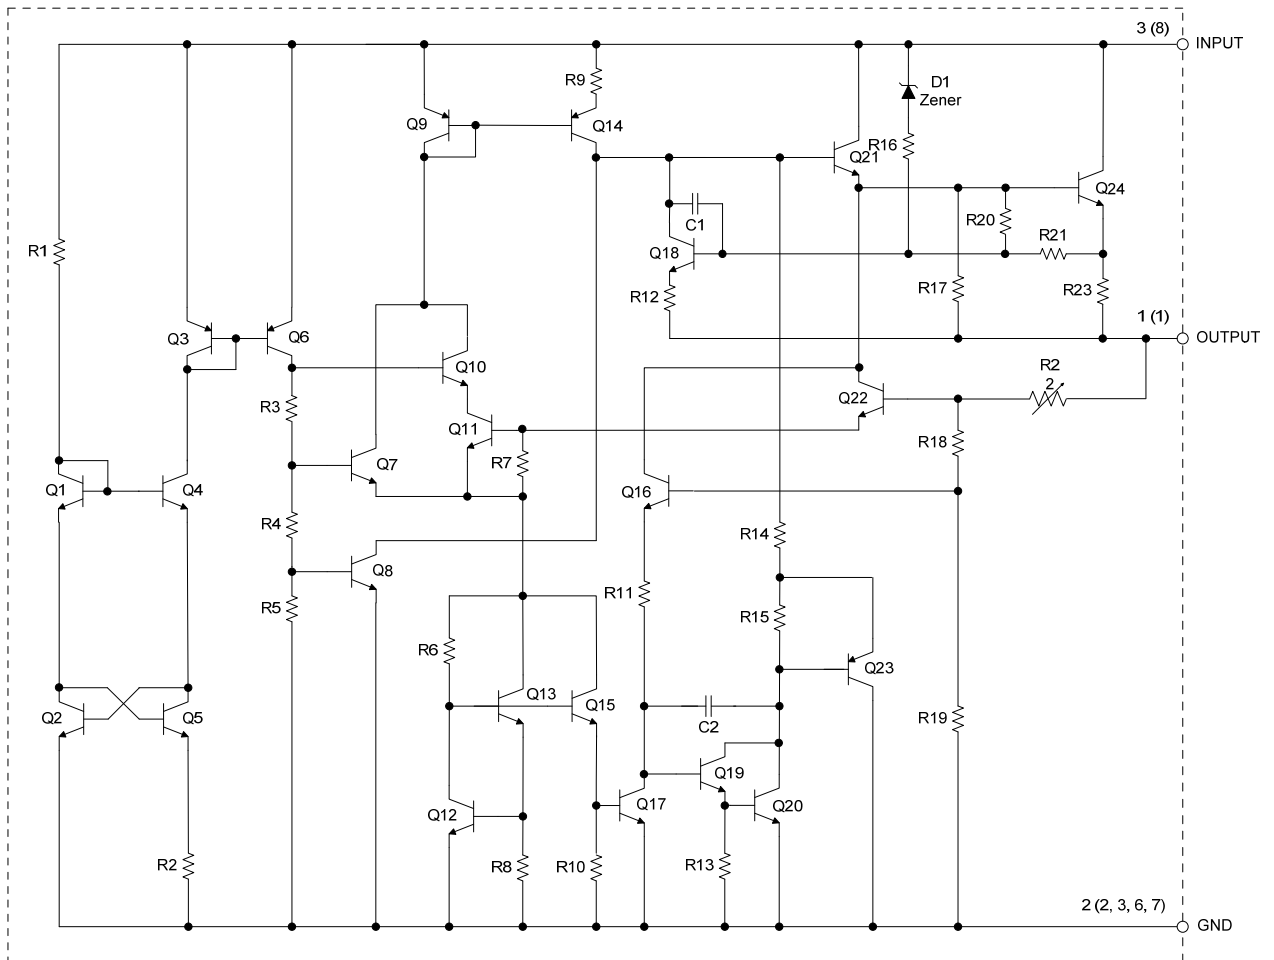 3 (8)
INPUT
R9
D1
Zener
Q9
Q14
R16
Q21
Q24
C1
R20
R21
R1
Q18
R12
R17
R23
1 (1)
OUTPUT
Q3
Q6
Q10
R2
2
Q22
R3
Q11
R18
R7
Q7
Q1
Q4
Q16
R4
R14
Q8
R11
R5
R15
R6
Q23
Q13
Q15
Q2
Q5
C2
R19
Q19
Q12
Q17
Q20
R2
R8
R10
R13
2 (2, 3, 6, 7)
GND